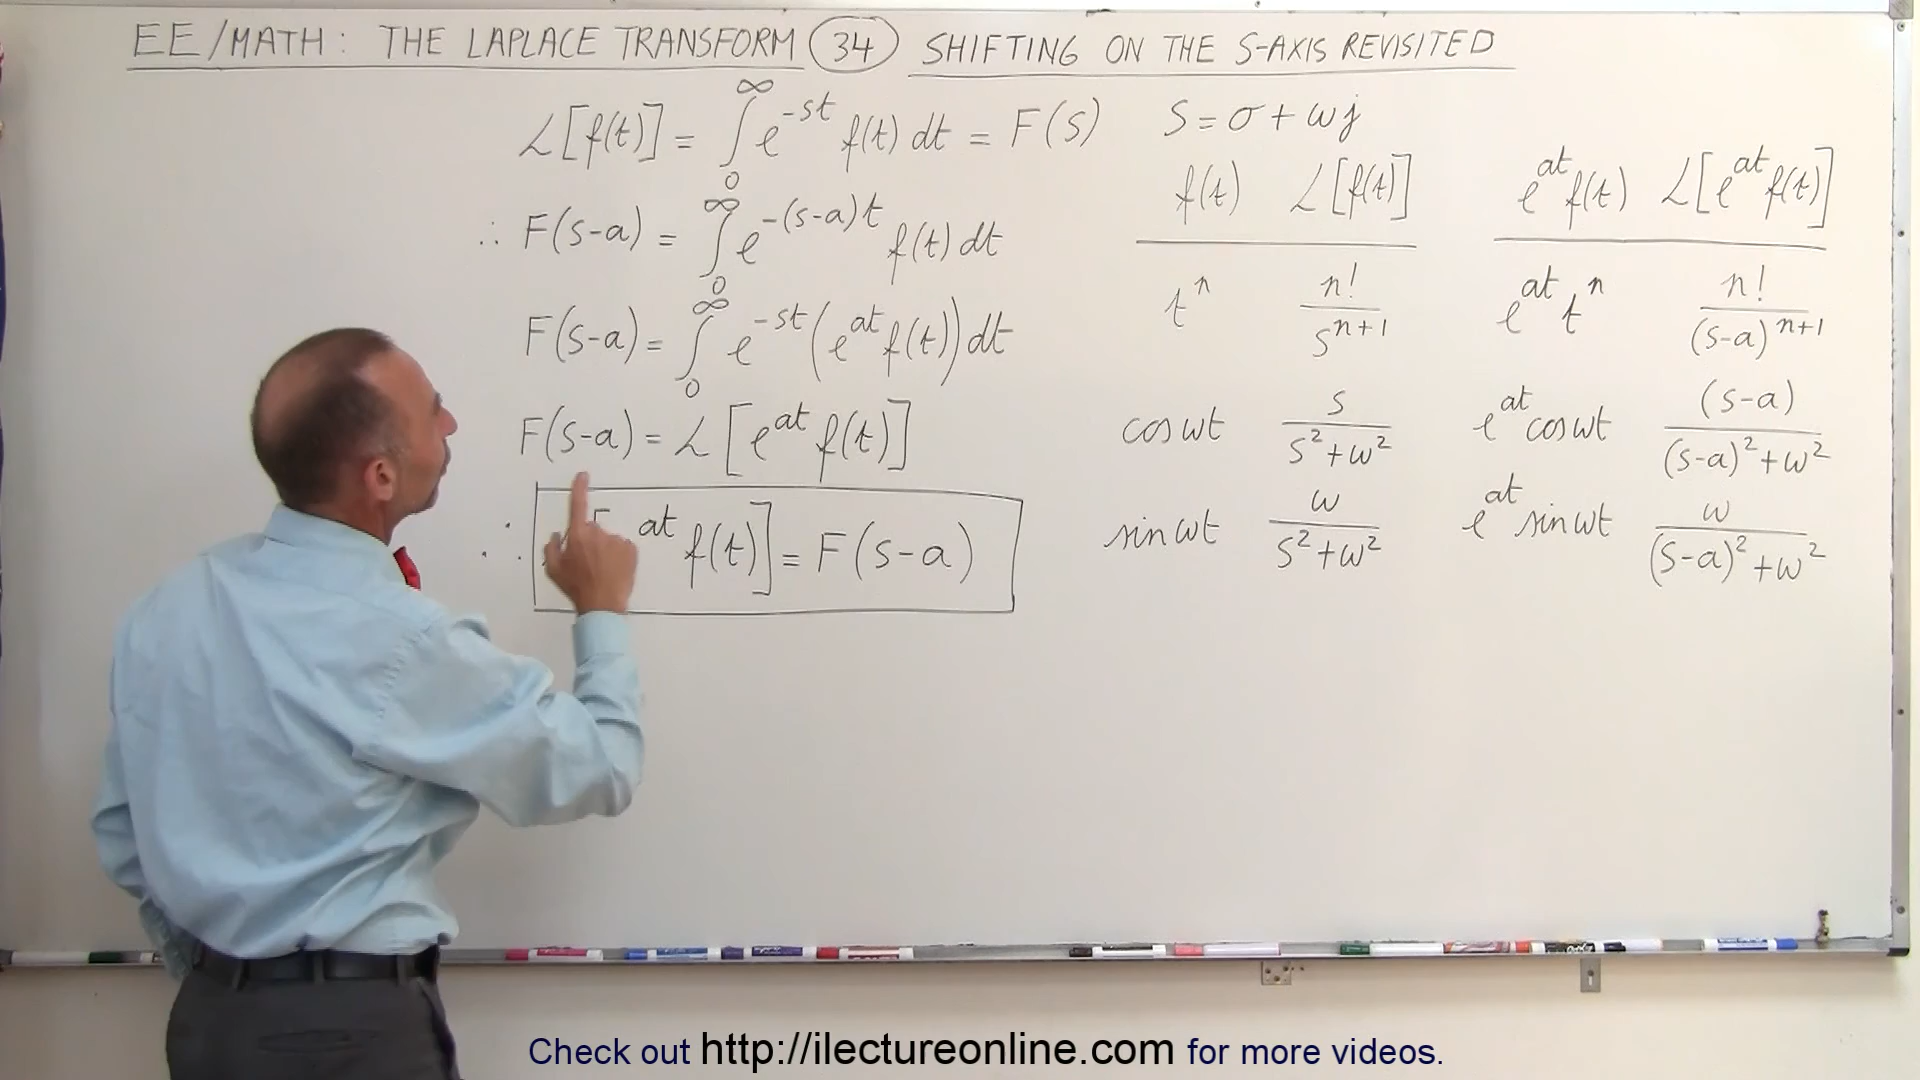 EE/MATH: THE LAPLACE TRANSFORM 34 SHIFTING ON THE S-AXIS REVISITED
ℒ[f(t)] = ∫₀^∞ e^{-st} f(t) dt = F(s)
∴ F(s-a) = ∫₀^∞ e^{-(s-a)t} f(t) dt
F(s-a) = ∫₀^∞ e^{-st} (e^{at} f(t)) dt
F(s-a) = ℒ[e^{at} f(t)]
∴ at f(t)] = F(s-a)
s = σ + ωj
f(t) ℒ[f(t)] e^{at} f(t) ℒ[e^{at} f(t)]
t^n n!/s^{n+1} e^{at} t^n n!/(s-a)^{n+1}
cos ωt s/(s²+ω²) e^{at} cos ωt (s-a)/((s-a)²+ω²)
sin ωt ω/(s²+ω²) e^{at} sin ωt ω/((s-a)²+ω²)
Check out http://ilectureonline.com for more videos.